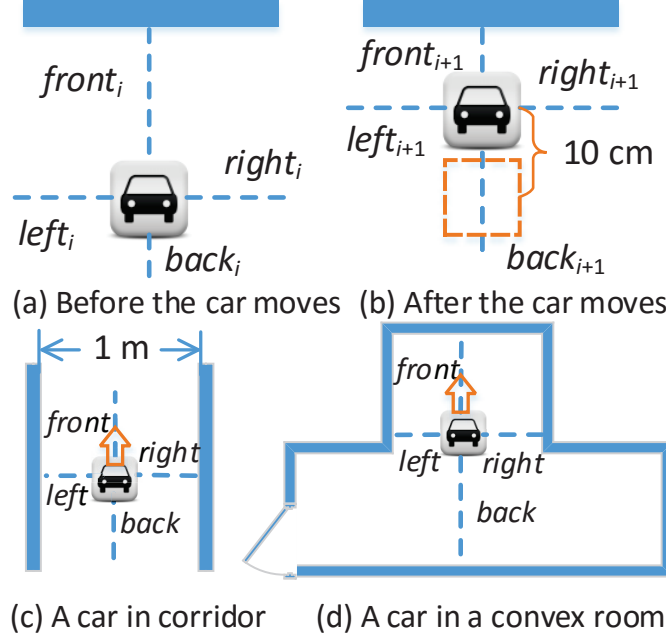 front_i
right_i
left_i
back_i
(a) Before the car moves
front_{i+1}
right_{i+1}
left_{i+1}
10 cm
back_{i+1}
(b) After the car moves
1 m
front
right
left
back
(c) A car in corridor
front
left
right
back
(d) A car in a convex room